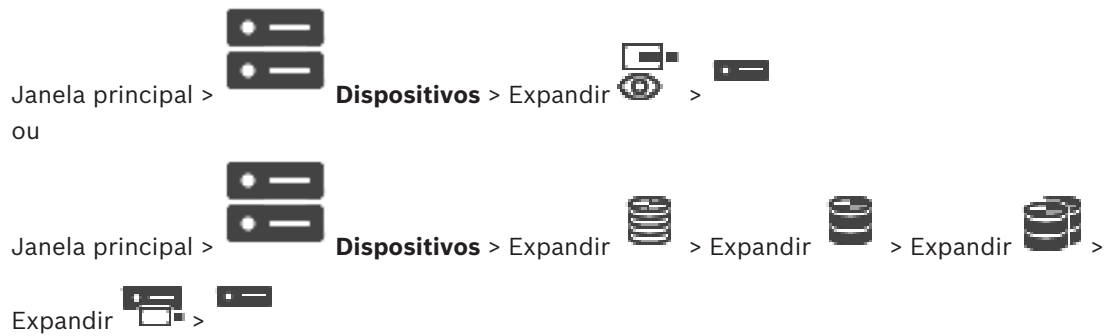 Janela principal > Dispositivos > Expandir >
ou
Janela principal > Dispositivos > Expandir > Expandir > Expandir >
Expandir >